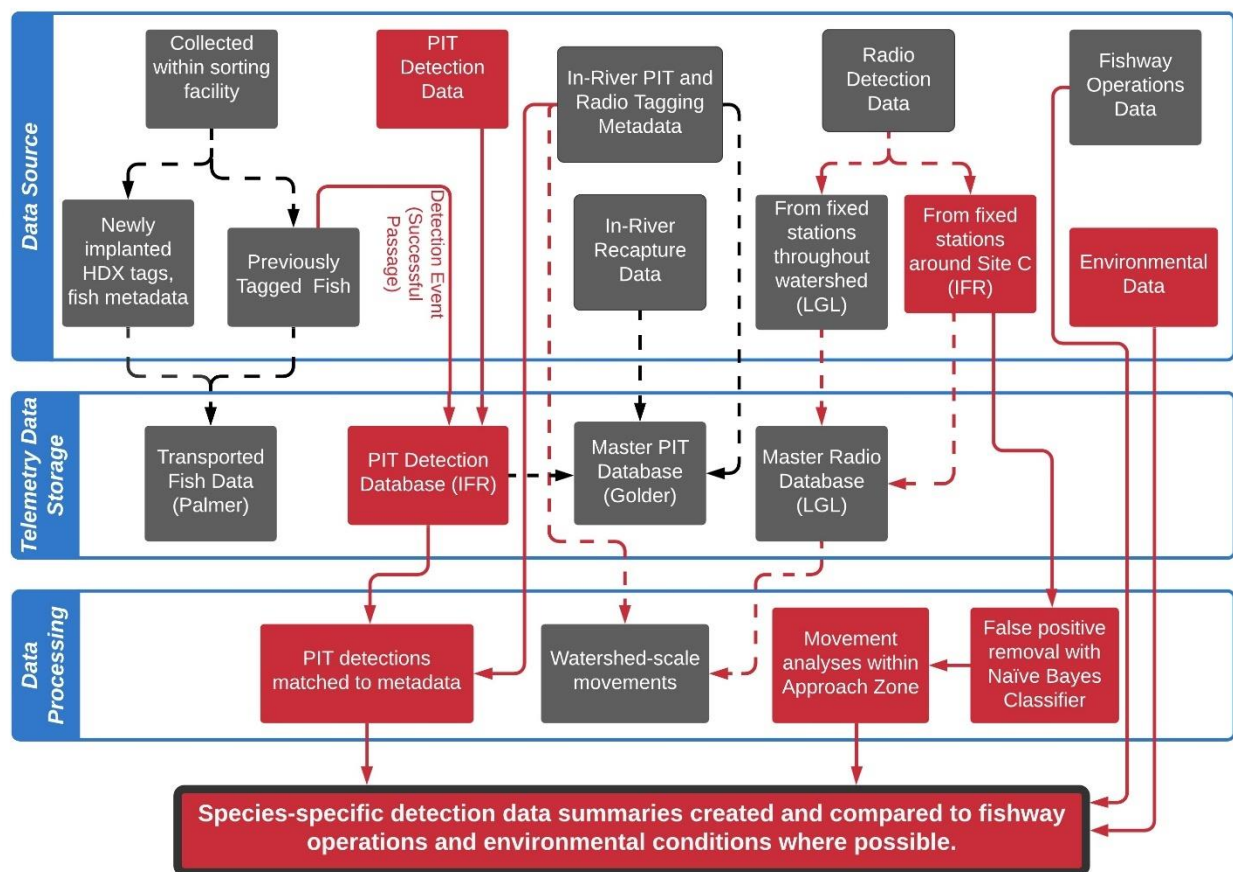 Data Source
Collected
within sorting
facility
PIT
Detection
Data
In-River PIT and
Radio Tagging
Metadata
Radio
Detection
Data
Fishway
Operations
Data
Newly
implanted
HDX tags,
fish metadata
Previously
Tagged Fish
Detection Event
(Successful
Passage)
In-River
Recapture
Data
From fixed
stations
throughout
watershed
(LGL)
From fixed
stations
around Site C
(IFR)
Environmental
Data
Telemetry Data
Storage
Transported
Fish Data
(Palmer)
PIT Detection
Database (IFR)
Master PIT
Database
(Golder)
Master Radio
Database
(LGL)
Data
Processing
PIT detections
matched to metadata
Watershed-scale
movements
Movement
analyses within
Approach Zone
False positive
removal with
Naïve Bayes
Classifier
Species-specific detection data summaries created and compared to fishway
operations and environmental conditions where possible.